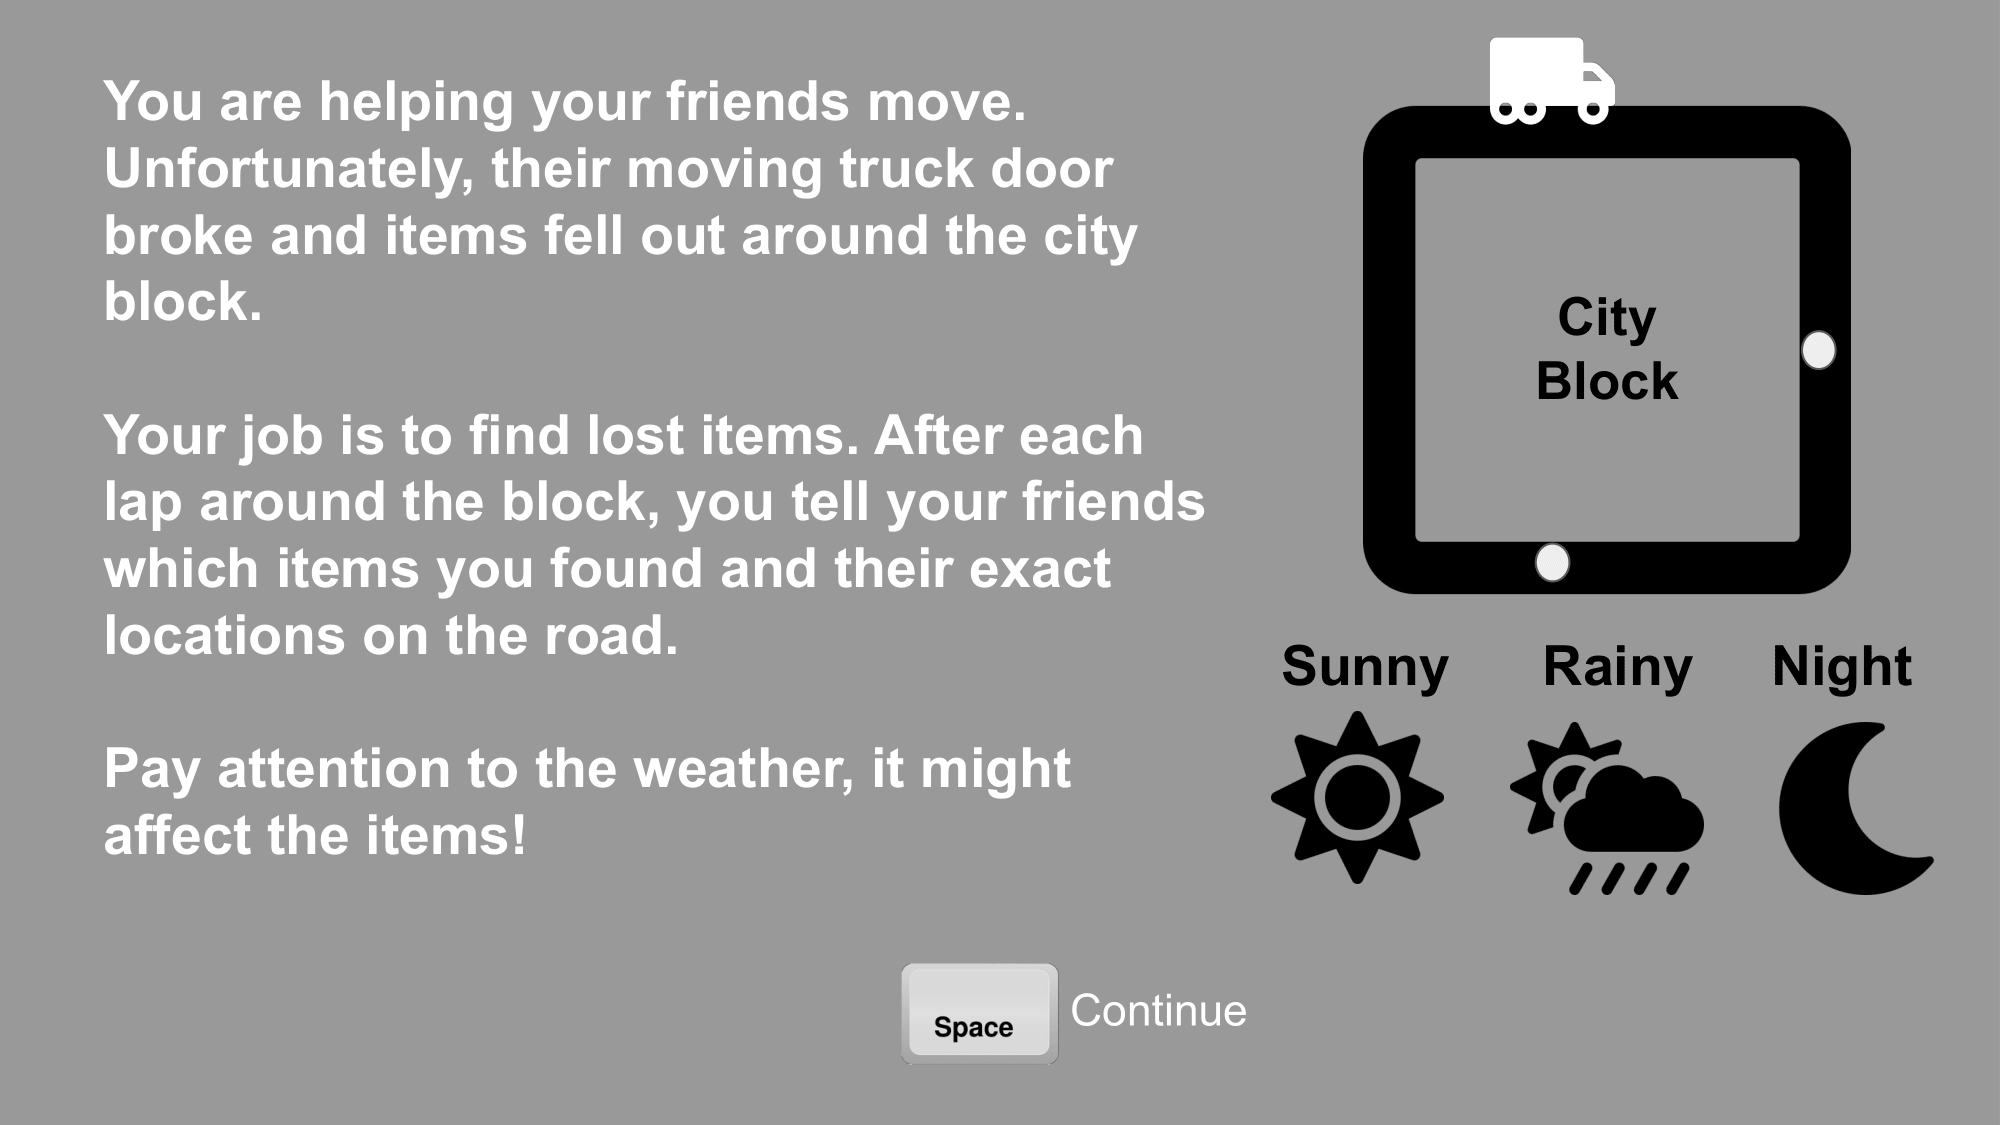 You are helping your friends move.
Unfortunately, their moving truck door
broke and items fell out around the city
block.
Your job is to find lost items. After each
lap around the block, you tell your friends
which items you found and their exact
locations on the road.
Pay attention to the weather, it might
affect the items!
City
Block
Sunny Rainy Night
Space Continue